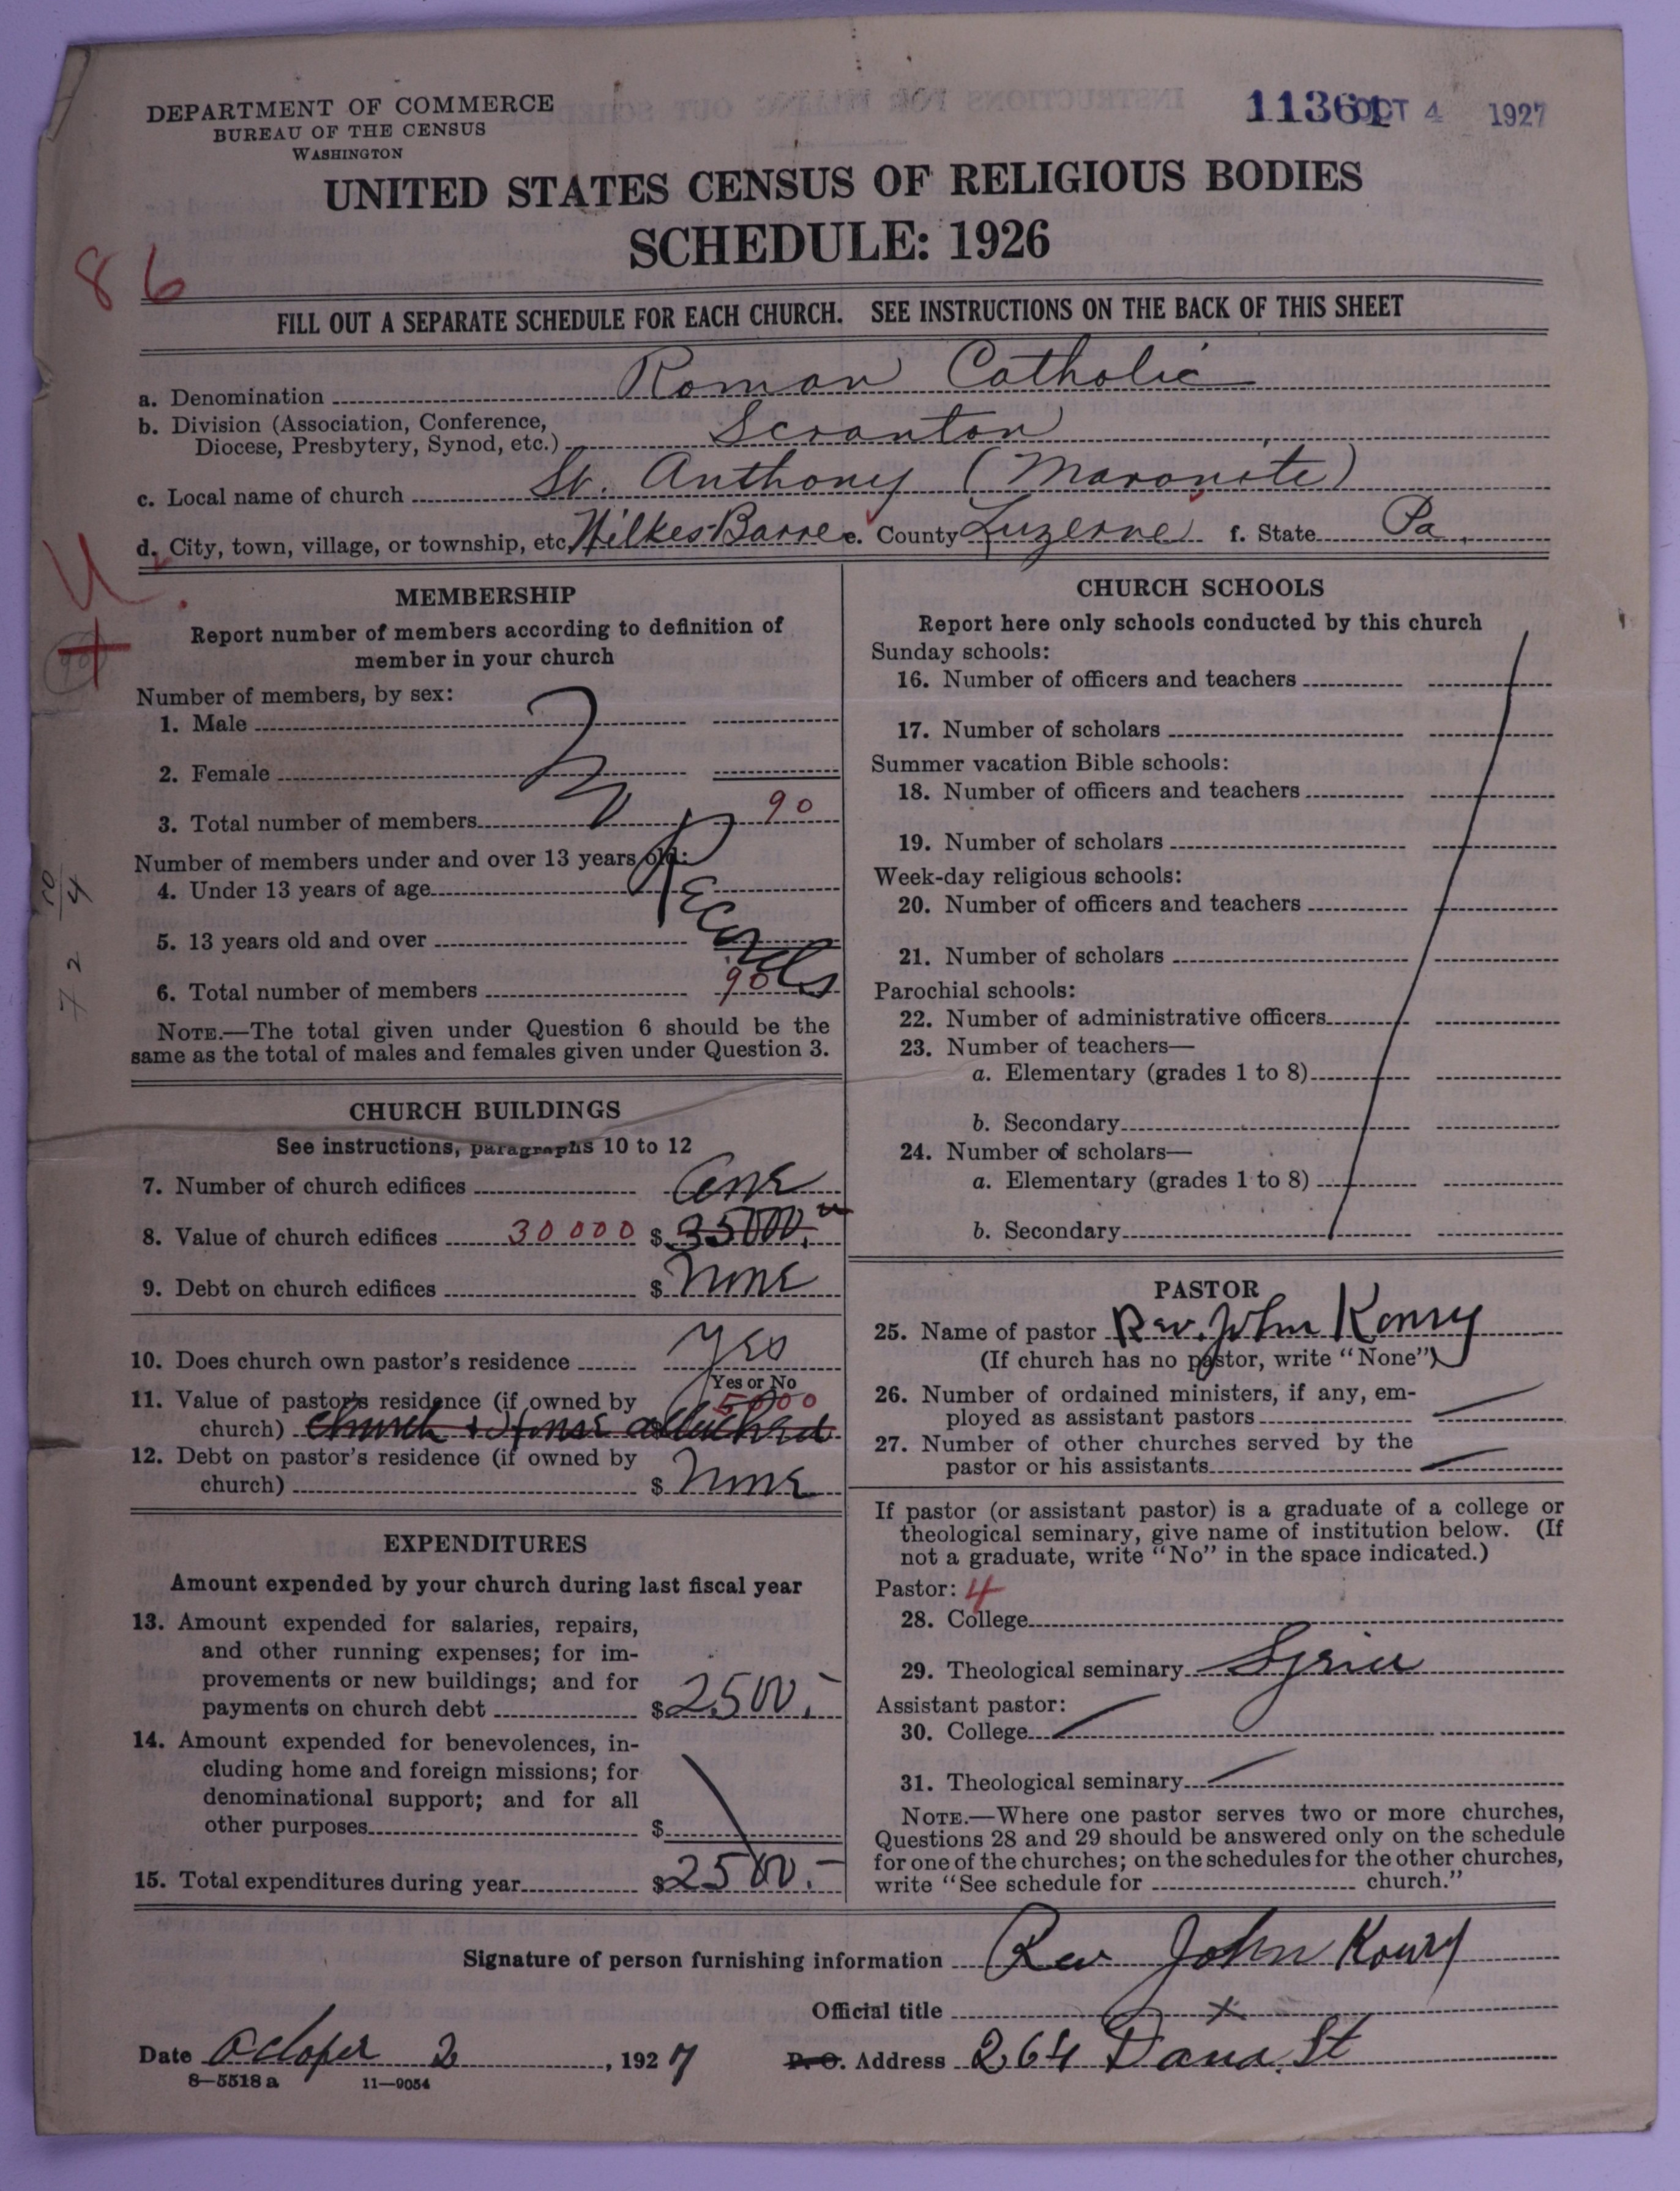 DEPARTMENT OF COMMERCE
BUREAU OF THE CENSUS
WASHINGTON
11361 OCT 4 1927
UNITED STATES CENSUS OF RELIGIOUS BODIES
SCHEDULE: 1926
86
FILL OUT A SEPARATE SCHEDULE FOR EACH CHURCH. SEE INSTRUCTIONS ON THE BACK OF THIS SHEET
a. Denomination Roman Catholic
b. Division (Association, Conference,
Diocese, Presbytery, Synod, etc.) Scranton
c. Local name of church St. Anthony (Maronite)
d. City, town, village, or township, etc. Wilkes-Barre e. County Luzerne f. State Pa.
MEMBERSHIP
Report number of members according to definition of
member in your church
Number of members, by sex:
1. Male
2. Female
3. Total number of members 90
Number of members under and over 13 years old:
4. Under 13 years of age
5. 13 years old and over
6. Total number of members 90
NOTE.—The total given under Question 6 should be the
same as the total of males and females given under Question 3.
CHURCH BUILDINGS
See instructions, paragraphs 10 to 12
7. Number of church edifices One
8. Value of church edifices 30000 $ 35000.
9. Debt on church edifices $ None
10. Does church own pastor's residence Yes
Yes or No
11. Value of pastor's residence (if owned by 5000
church) Church + House attached
12. Debt on pastor's residence (if owned by
church) $ None
EXPENDITURES
Amount expended by your church during last fiscal year
13. Amount expended for salaries, repairs,
and other running expenses; for im-
provements or new buildings; and for
payments on church debt $ 2500.-
14. Amount expended for benevolences, in-
cluding home and foreign missions; for
denominational support; and for all
other purposes $
15. Total expenditures during year $ 2500.-
CHURCH SCHOOLS
Report here only schools conducted by this church
Sunday schools:
16. Number of officers and teachers
17. Number of scholars
Summer vacation Bible schools:
18. Number of officers and teachers
19. Number of scholars
Week-day religious schools:
20. Number of officers and teachers
21. Number of scholars
Parochial schools:
22. Number of administrative officers
23. Number of teachers—
a. Elementary (grades 1 to 8)
b. Secondary
24. Number of scholars—
a. Elementary (grades 1 to 8)
b. Secondary
PASTOR
25. Name of pastor Rev. John Koury
(If church has no pastor, write "None")
26. Number of ordained ministers, if any, em-
ployed as assistant pastors
27. Number of other churches served by the
pastor or his assistants
If pastor (or assistant pastor) is a graduate of a college or
theological seminary, give name of institution below. (If
not a graduate, write "No" in the space indicated.)
Pastor: 4
28. College
29. Theological seminary Syria
Assistant pastor:
30. College
31. Theological seminary
NOTE.—Where one pastor serves two or more churches,
Questions 28 and 29 should be answered only on the schedule
for one of the churches; on the schedules for the other churches,
write "See schedule for church."
Signature of person furnishing information Rev John Koury
Official title x
Date October 2, 1927 P. O. Address 264 Dana. St
8—5518 a 11—9054